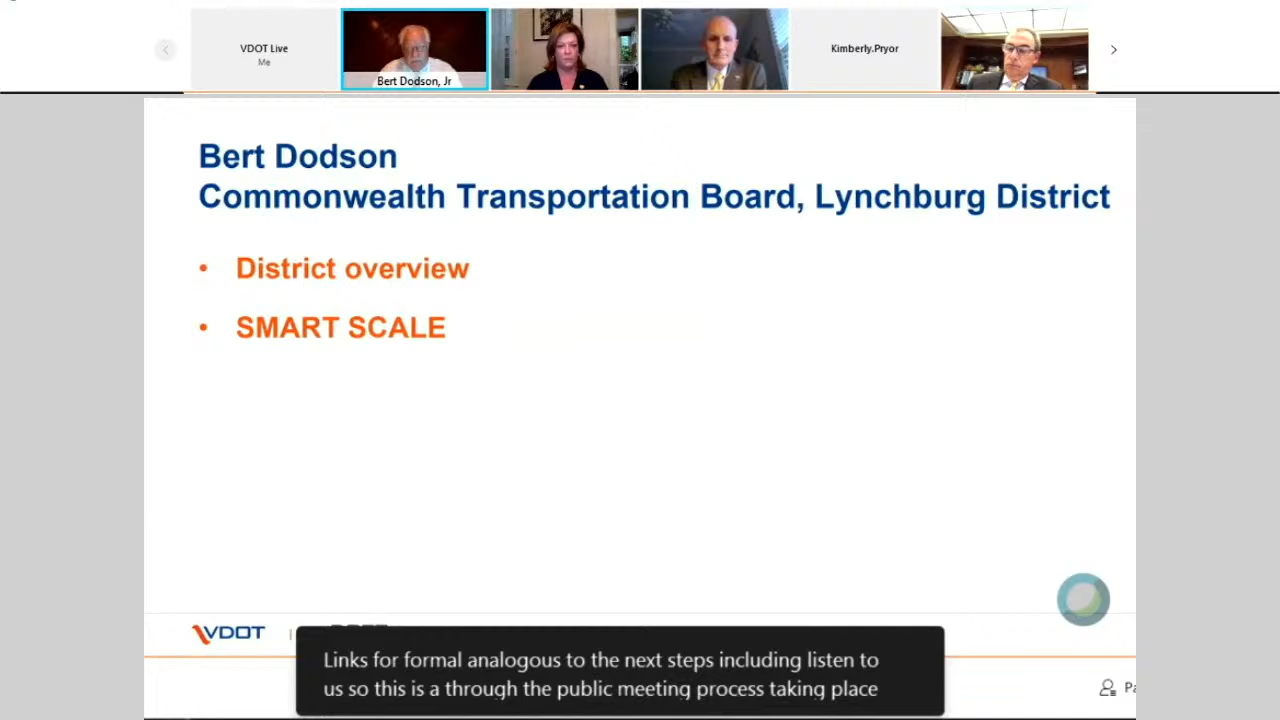 VDOT Live
Me
Bert Dodson, Jr
Kimberly.Pryor
Bert Dodson
Commonwealth Transportation Board, Lynchburg District
• District overview
• SMART SCALE
VDOT
Links for formal analogous to the next steps including listen to
us so this is a through the public meeting process taking place